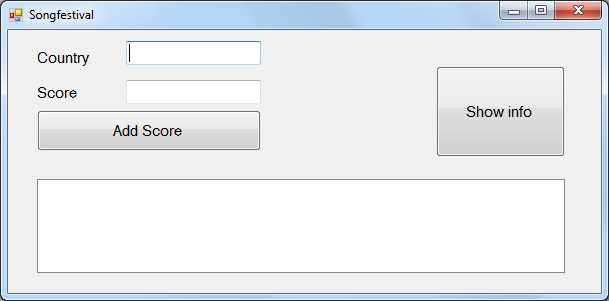 Songfestival
Country
Score
Add Score
Show info